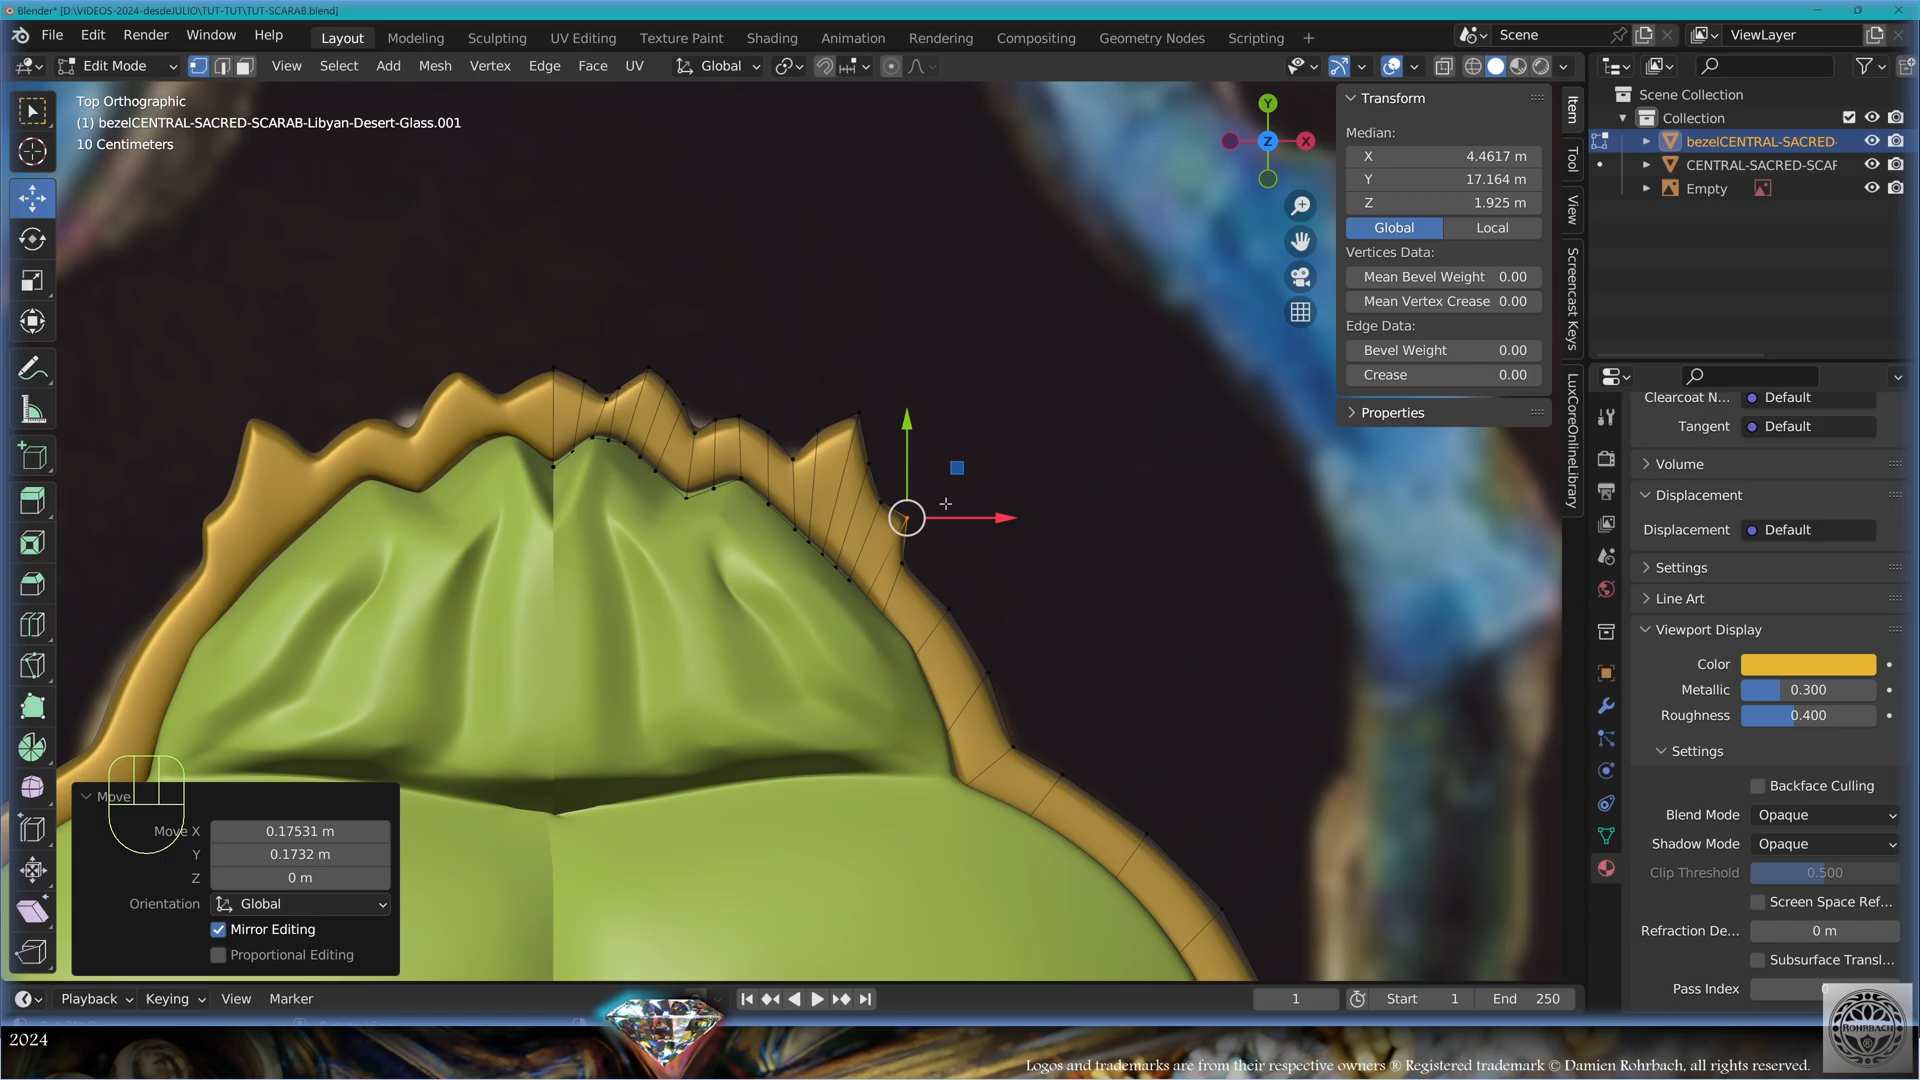 Blender* [D:\VIDEOS-2024-desdeJULIO\TUT-TUT\TUT-SCARAB.blend]
File Edit Render Window Help
Layout Modeling Sculpting UV Editing Texture Paint Shading Animation Rendering Compositing Geometry Nodes Scripting +
Scene
ViewLayer
Edit Mode View Select Add Mesh Vertex Edge Face UV Global
Top Orthographic
(1) bezelCENTRAL-SACRED-SCARAB-Libyan-Desert-Glass.001
10 Centimeters
Y
X
Z
Transform
Median:
X 4.4617 m
Y 17.164 m
Z 1.925 m
Global Local
Vertices Data:
Mean Bevel Weight 0.00
Mean Vertex Crease 0.00
Edge Data:
Bevel Weight 0.00
Crease 0.00
Properties
Item
Tool
View
Screencast Keys
LuxCoreOnlineLibrary
Scene Collection
Collection
bezelCENTRAL-SACRED-
CENTRAL-SACRED-SCAR
Empty
Clearcoat N... Default
Tangent Default
Volume
Displacement
Displacement Default
Settings
Line Art
Viewport Display
Color
Metallic 0.300
Roughness 0.400
Settings
Backface Culling
Blend Mode Opaque
Shadow Mode Opaque
Clip Threshold 0.500
Screen Space Ref...
Refraction De... 0 m
Subsurface Transl...
Pass Index
Move
Move X 0.17531 m
Y 0.1732 m
Z 0 m
Orientation Global
Mirror Editing
Proportional Editing
Playback Keying View Marker
1 Start 1 End 250
2024
ROHRBACH
®
Logos and trademarks are from their respective owners ® Registered trademark © Damien Rohrbach, all rights reserved.